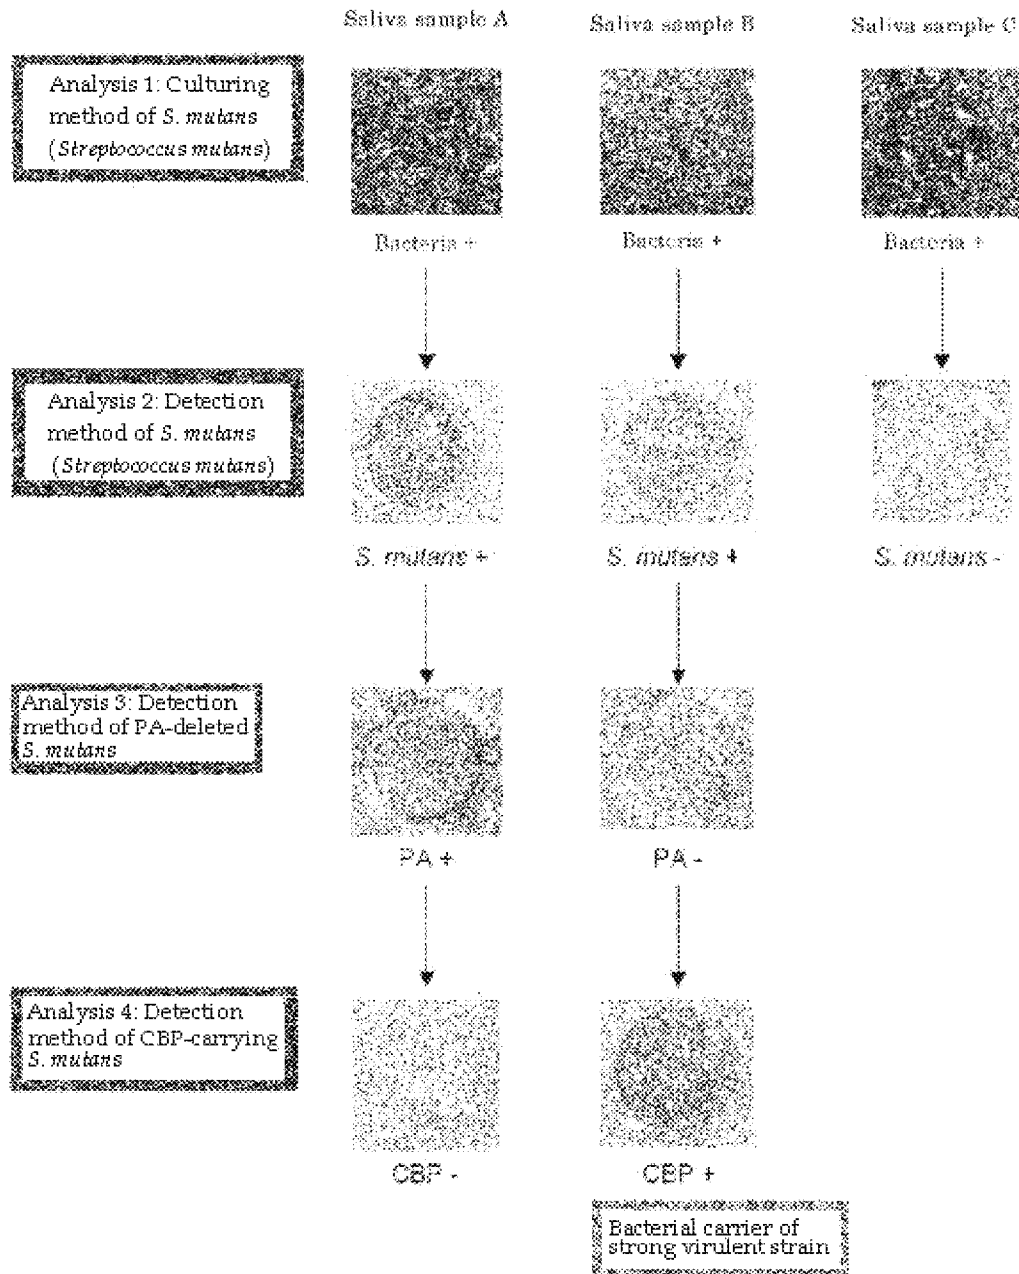 Saliva sample A Saliva sample B Saliva sample C
Analysis 1: Culturing
method of S. mutans
(Streptococcus mutans)
Bacteria + Bacteria + Bacteria +
Analysis 2: Detection
method of S. mutans
(Streptococcus mutans)
S. mutans + S. mutans + S. mutans -
Analysis 3: Detection
method of PA-deleted
S. mutans
PA + PA -
Analysis 4: Detection
method of CBP-carrying
S. mutans
CBP - CBP +
Bacterial carrier of
strong virulent strain